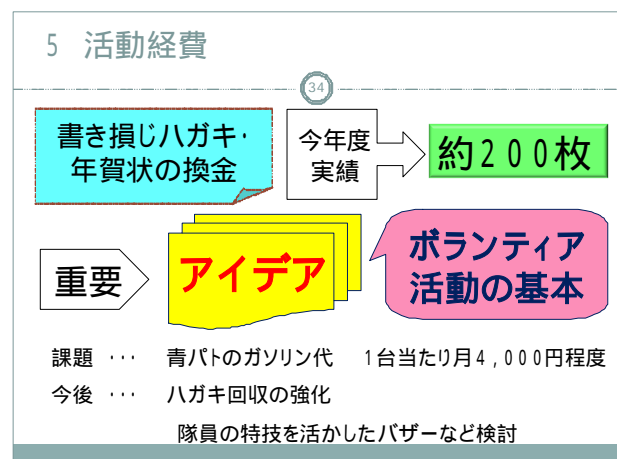 5 活動経費
34
書き損じハガキ・
年賀状の換金
今年度
実績
約200枚
重要
アイデア
ボランティア
活動の基本
課題 ・・・ 青パトのガソリン代 1台当たり月4,000円程度
今後 ・・・ ハガキ回収の強化
隊員の特技を活かしたバザーなど検討